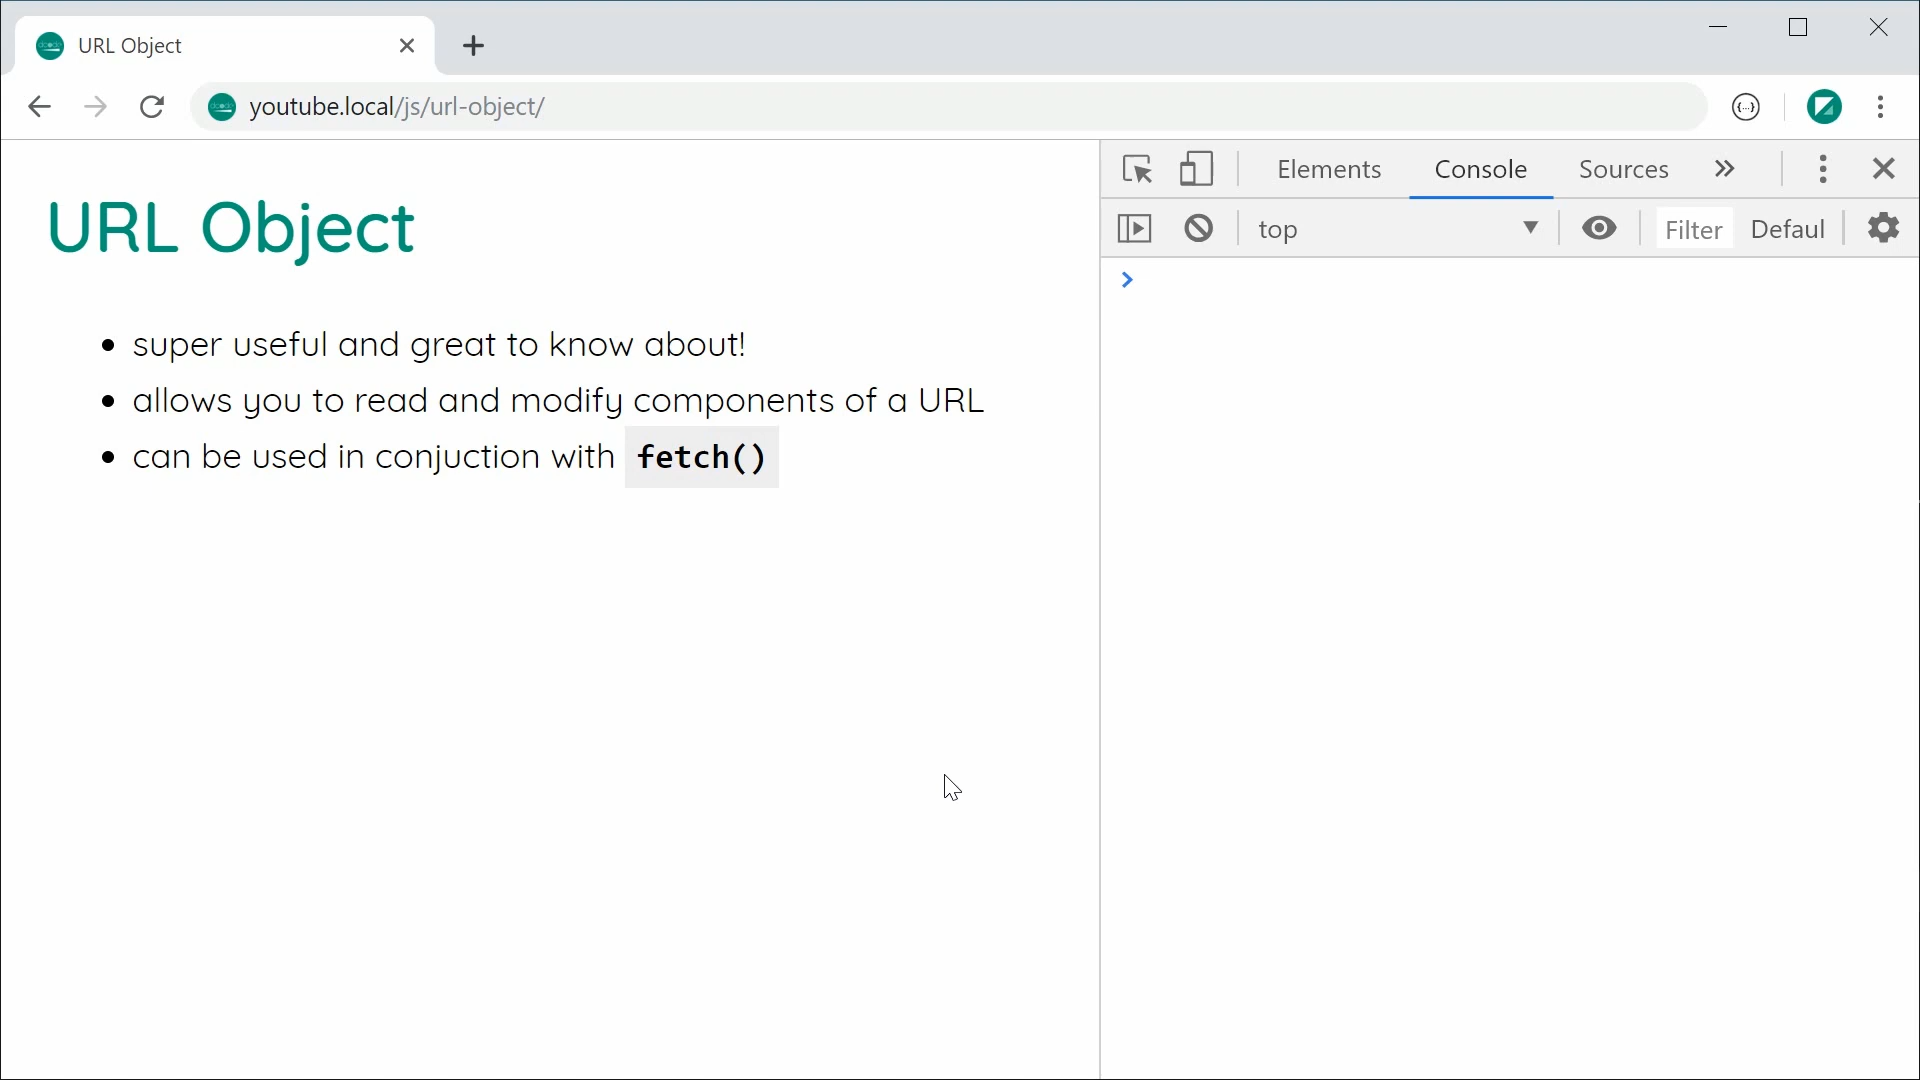 URL Object
youtube.local/js/url-object/
Elements Console Sources
top Filter Defaul
URL Object
• super useful and great to know about!
• allows you to read and modify components of a URL
• can be used in conjuction with fetch()